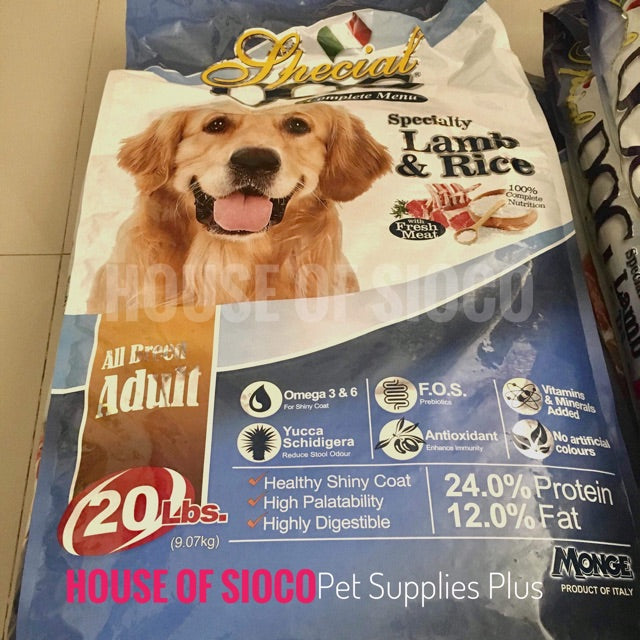 Special
Complete Menu
Specialty
Lamb
& Rice
100%
Complete
Nutrition
with
Fresh
Meat
HOUSE OF SIOCO
All Breed
Adult
Omega 3 & 6
For Shiny Coat
F.O.S.
Prebiotics
Vitamins
& Minerals
Added
Yucca
Schidigera
Reduce Stool Odour
Antioxidant
Enhance Immunity
No artificial
colours
Healthy Shiny Coat
High Palatability
Highly Digestible
24.0% Protein
12.0% Fat
20 Lbs.
(9.07kg)
MONGE
PRODUCT OF ITALY
HOUSE OF SIOCO Pet Supplies Plus